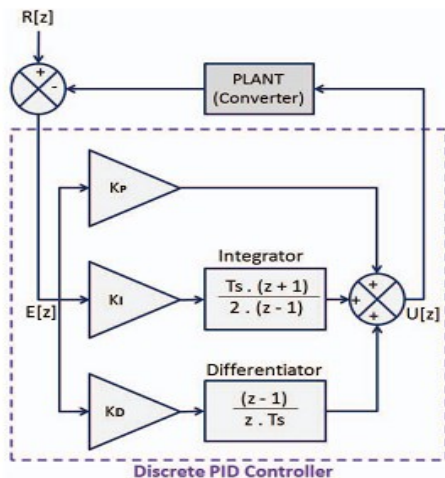 R[z]
+
-
PLANT
(Converter)
KP
Integrator
KI
Ts . (z + 1)
2 . (z - 1)
+
+
+
E[z]
U[z]
Differentiator
KD
(z - 1)
z . Ts
Discrete PID Controller